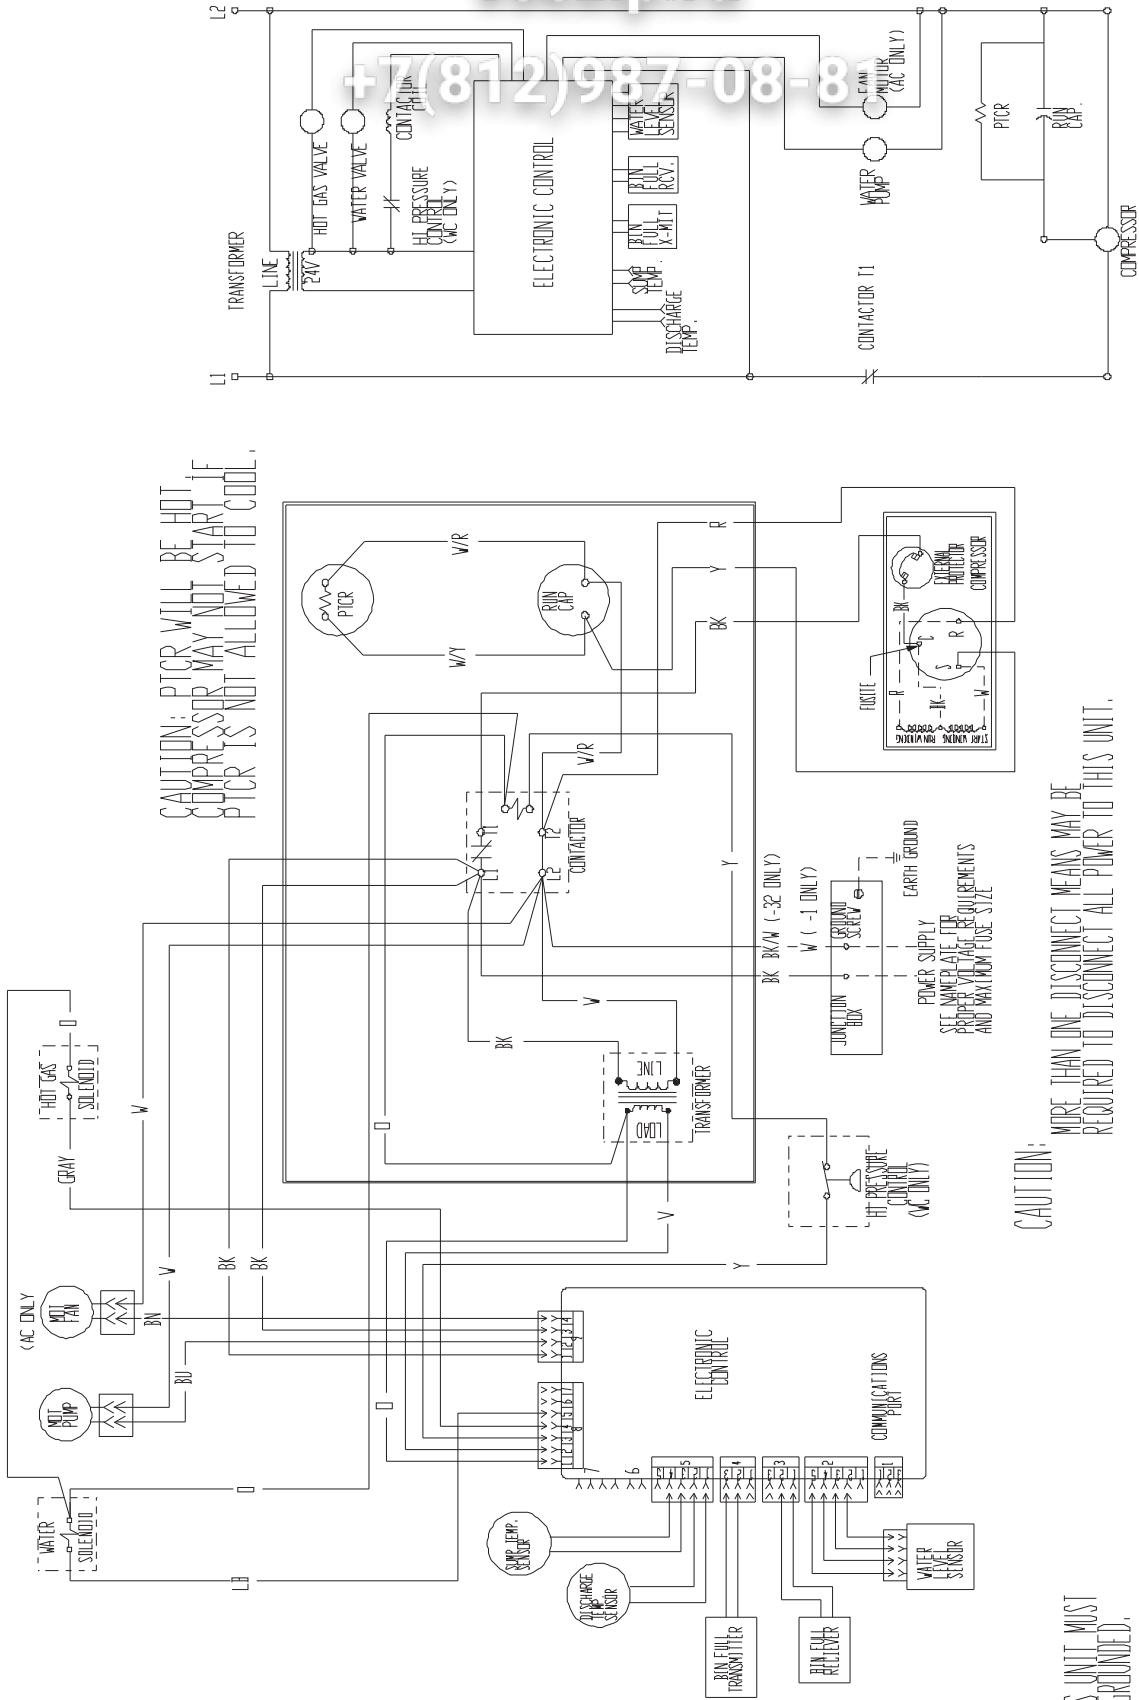 +7(812)987-08-81
L2
L1
TRANSFORMER
LINE
24V
HOT GAS VALVE
WATER VALVE
CONTACTOR
HI PRESSURE
CONTROL
(WC ONLY)
ELECTRONIC CONTROL
WATER
LEVEL
SENSOR
BIN
FULL
RCV.
BIN
FULL
X-MIT
SUMP
TEMP.
DISCHARGE
TEMP.
FAN
MOTOR
(AC ONLY)
WATER
PUMP
CONTACTOR T1
PTCR
RUN
CAP.
COMPRESSOR
CAUTION: PTCR WILL BE HOT,
COMPRESSOR MAY NOT START IF
PTCR IS NOT ALLOWED TO COOL.
PTCR
W/R
W/Y
RUN
CAP
W/R
R
Y
BK
EXTERNAL
PROTECTOR
COMPRESSOR
BK
FUSITE
C
R
S
R
BK
W
RUN WINDING
START WINDING
L1
T1
L2
T2
CONTACTOR
Y
BK
BK/W (-32 ONLY)
W ( -1 ONLY)
GROUND
SCREW
JUNCTION
BOX
EARTH GROUND
POWER SUPPLY
SEE NAMEPLATE FOR
PROPER VOLTAGE REQUIREMENTS
AND MAXIMUM FUSE SIZE
CAUTION:
MORE THAN ONE DISCONNECT MEANS MAY BE
REQUIRED TO DISCONNECT ALL POWER TO THIS UNIT.
HOT GAS
SOLENOID
GRAY
O
W
V
BK
BK
BK
V
LINE
LOAD
TRANSFORMER
O
V
HI PRESSURE
CONTROL
(WC ONLY)
Y
(AC ONLY
MOT
FAN
BN
MOT
PUMP
BU
WATER
SOLENOID
O
O
ELECTRONIC
CONTROL
COMMUNICATIONS
PORT
SUMP TEMP.
SENSOR
DISCHARGE
TEMP.
SENSOR
BIN FULL
TRANSMITTER
BIN FULL
RECIEVER
WATER
LEVEL
SENSOR
UNIT MUST